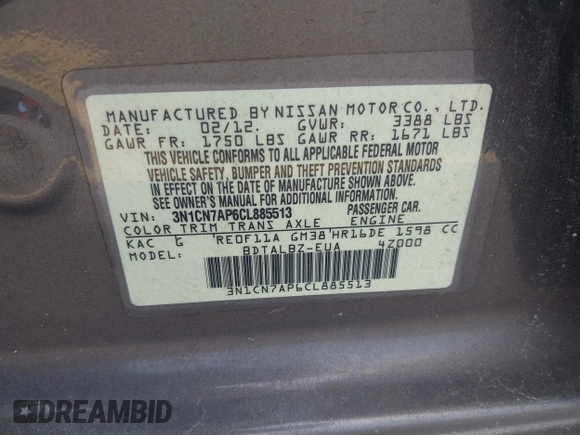 MANUFACTURED BY NISSAN MOTOR CO., LTD.
DATE: 02/12. GVWR: 3388 LBS
GAWR FR: 1750 LBS GAWR RR: 1671 LBS
THIS VEHICLE CONFORMS TO ALL APPLICABLE FEDERAL MOTOR
VEHICLE SAFETY, BUMPER AND THEFT PREVENTION STANDARDS
IN EFFECT ON THE DATE OF MANUFACTURE SHOWN ABOVE.
SEE OWNER'S MANUAL FOR ADDITIONAL INFORMATION
VIN: 3N1CN7AP6CL885513 PASSENGER CAR.
COLOR TRIM TRANS AXLE ENGINE
KAC G RE0F11A GM38 HR16DE 1598 CC
BDTALBZ-EUA 4Z000
3N1CN7AP6CL885513
DREAMBID